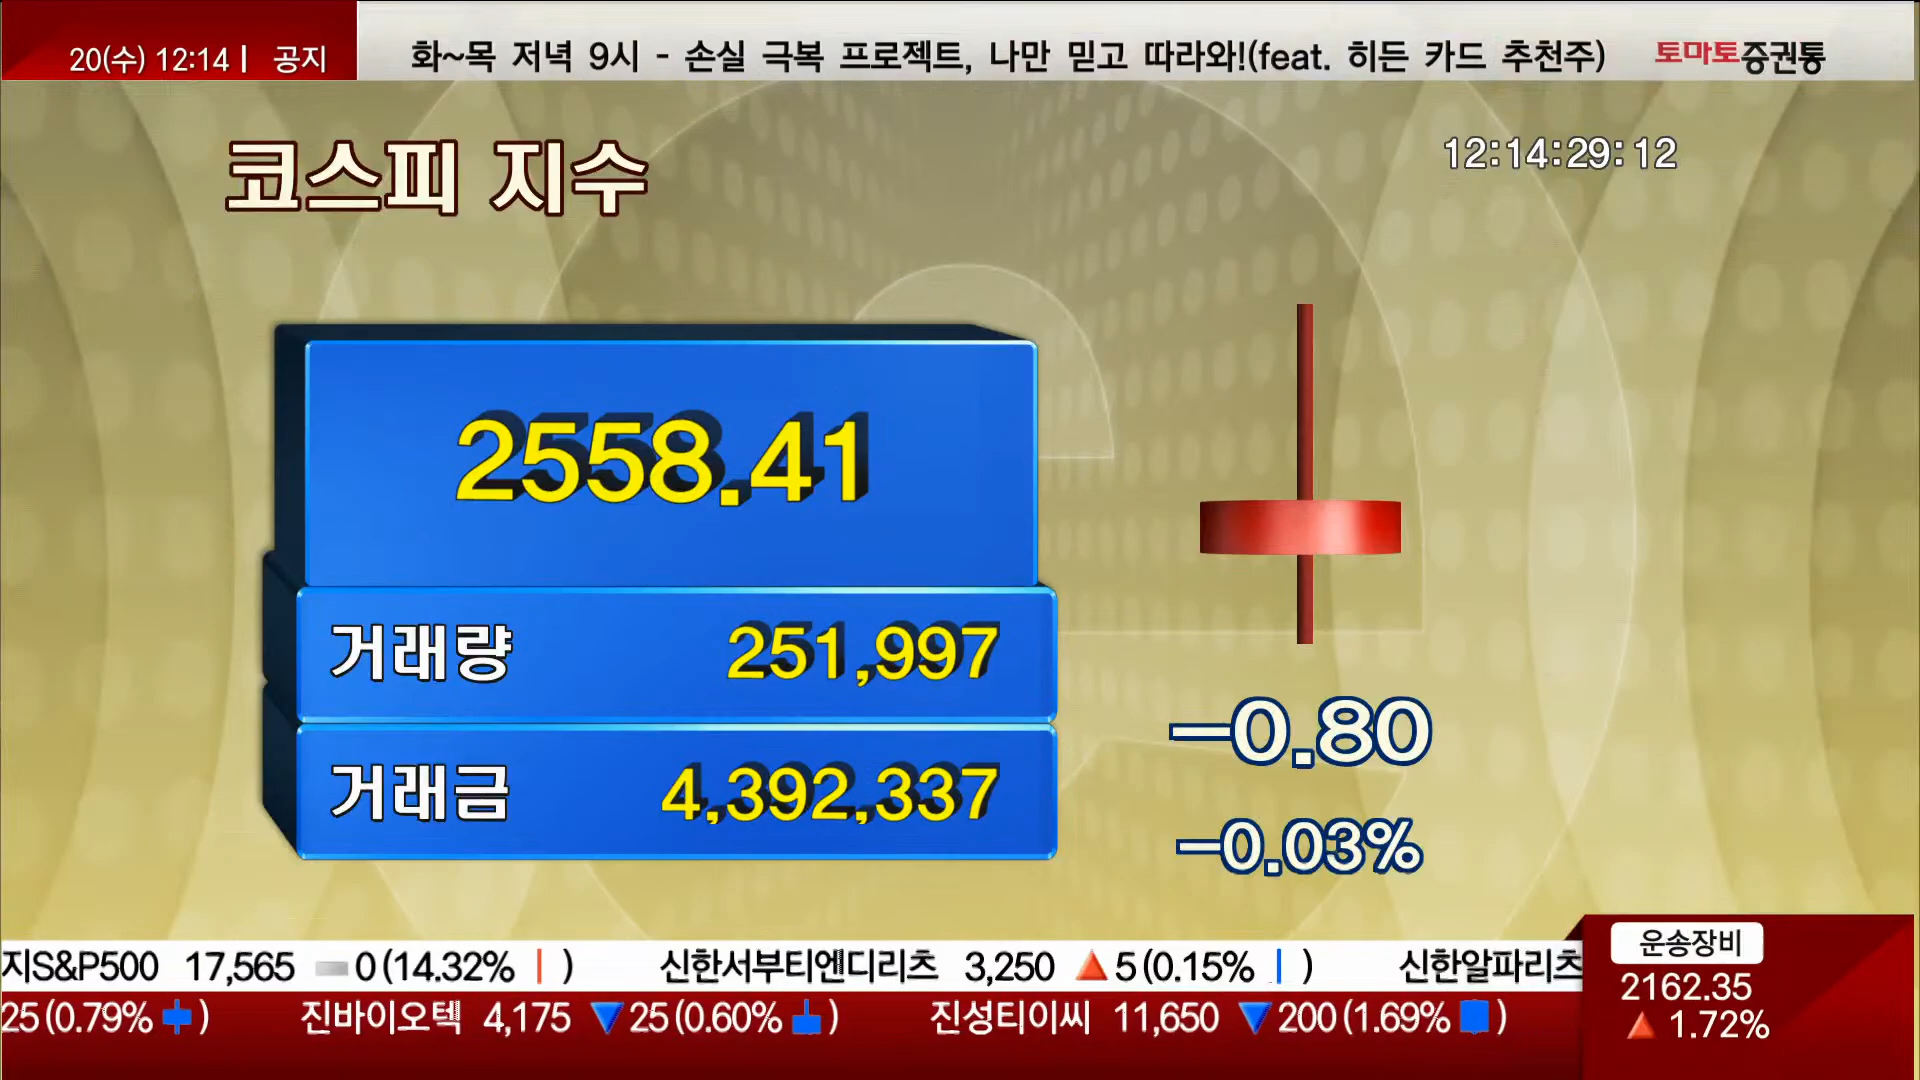 20(수) 12:14 | 공지
화~목 저녁 9시 - 손실 극복 프로젝트, 나만 믿고 따라와!(feat. 히든 카드 추천주)
토마토증권통
코스피 지수
12:14:29:12
2558.41
거래량 251,997
거래금 4,392,337
-0.80
-0.03%
지S&P500 17,565 0(14.32% ) 신한서부티엔디리츠 3,250 ▲5(0.15% ) 신한알파리츠
25(0.79% ) 진바이오텍 4,175 ▼25(0.60% ) 진성티이씨 11,650 ▼200(1.69% )
운송장비
2162.35
▲ 1.72%